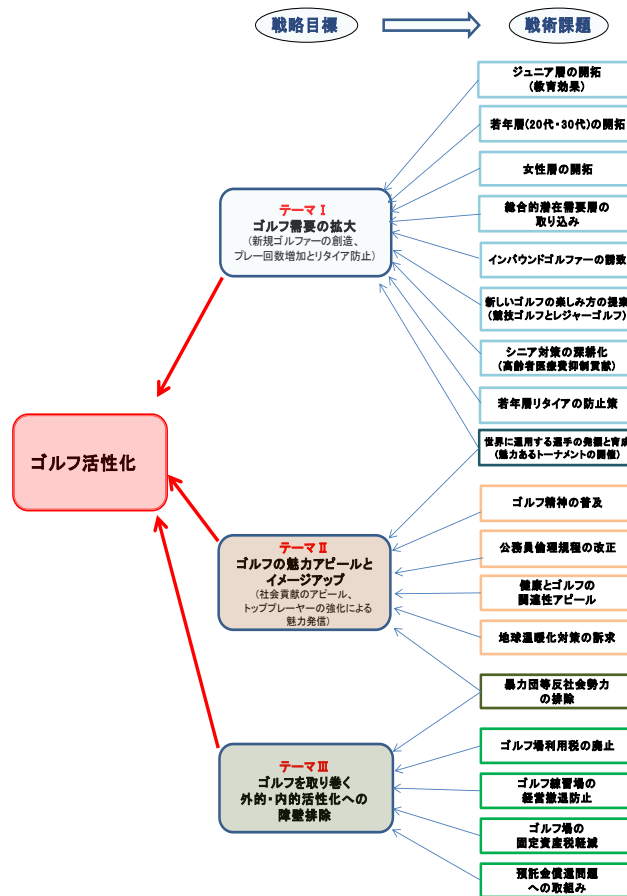 戦略目標
戦術課題
ジュニア層の開拓
(教育効果)
若年層(20代・30代)の開拓
女性層の開拓
テーマⅠ
ゴルフ需要の拡大
(新規ゴルファーの創造、
プレー回数増加とリタイア防止)
総合的潜在需要層の
取り込み
インバウンドゴルファーの誘致
新しいゴルフの楽しみ方の提案
(競技ゴルフとレジャーゴルフ)
シニア対策の深耕化
(高齢者医療費抑制貢献)
若年層リタイアの防止策
ゴルフ活性化
世界に通用する選手の発掘と育成
(魅力あるトーナメントの開催)
ゴルフ精神の普及
テーマⅡ
ゴルフの魅力アピールと
イメージアップ
(社会貢献のアピール、
トッププレーヤーの強化による
魅力発信)
公務員倫理規程の改正
健康とゴルフの
関連性アピール
地球温暖化対策の訴求
暴力団等反社会勢力
の排除
テーマⅢ
ゴルフを取り巻く
外的・内的活性化への
障壁排除
ゴルフ場利用税の廃止
ゴルフ練習場の
経営撤退防止
ゴルフ場の
固定資産税軽減
預託金償還問題
への取組み